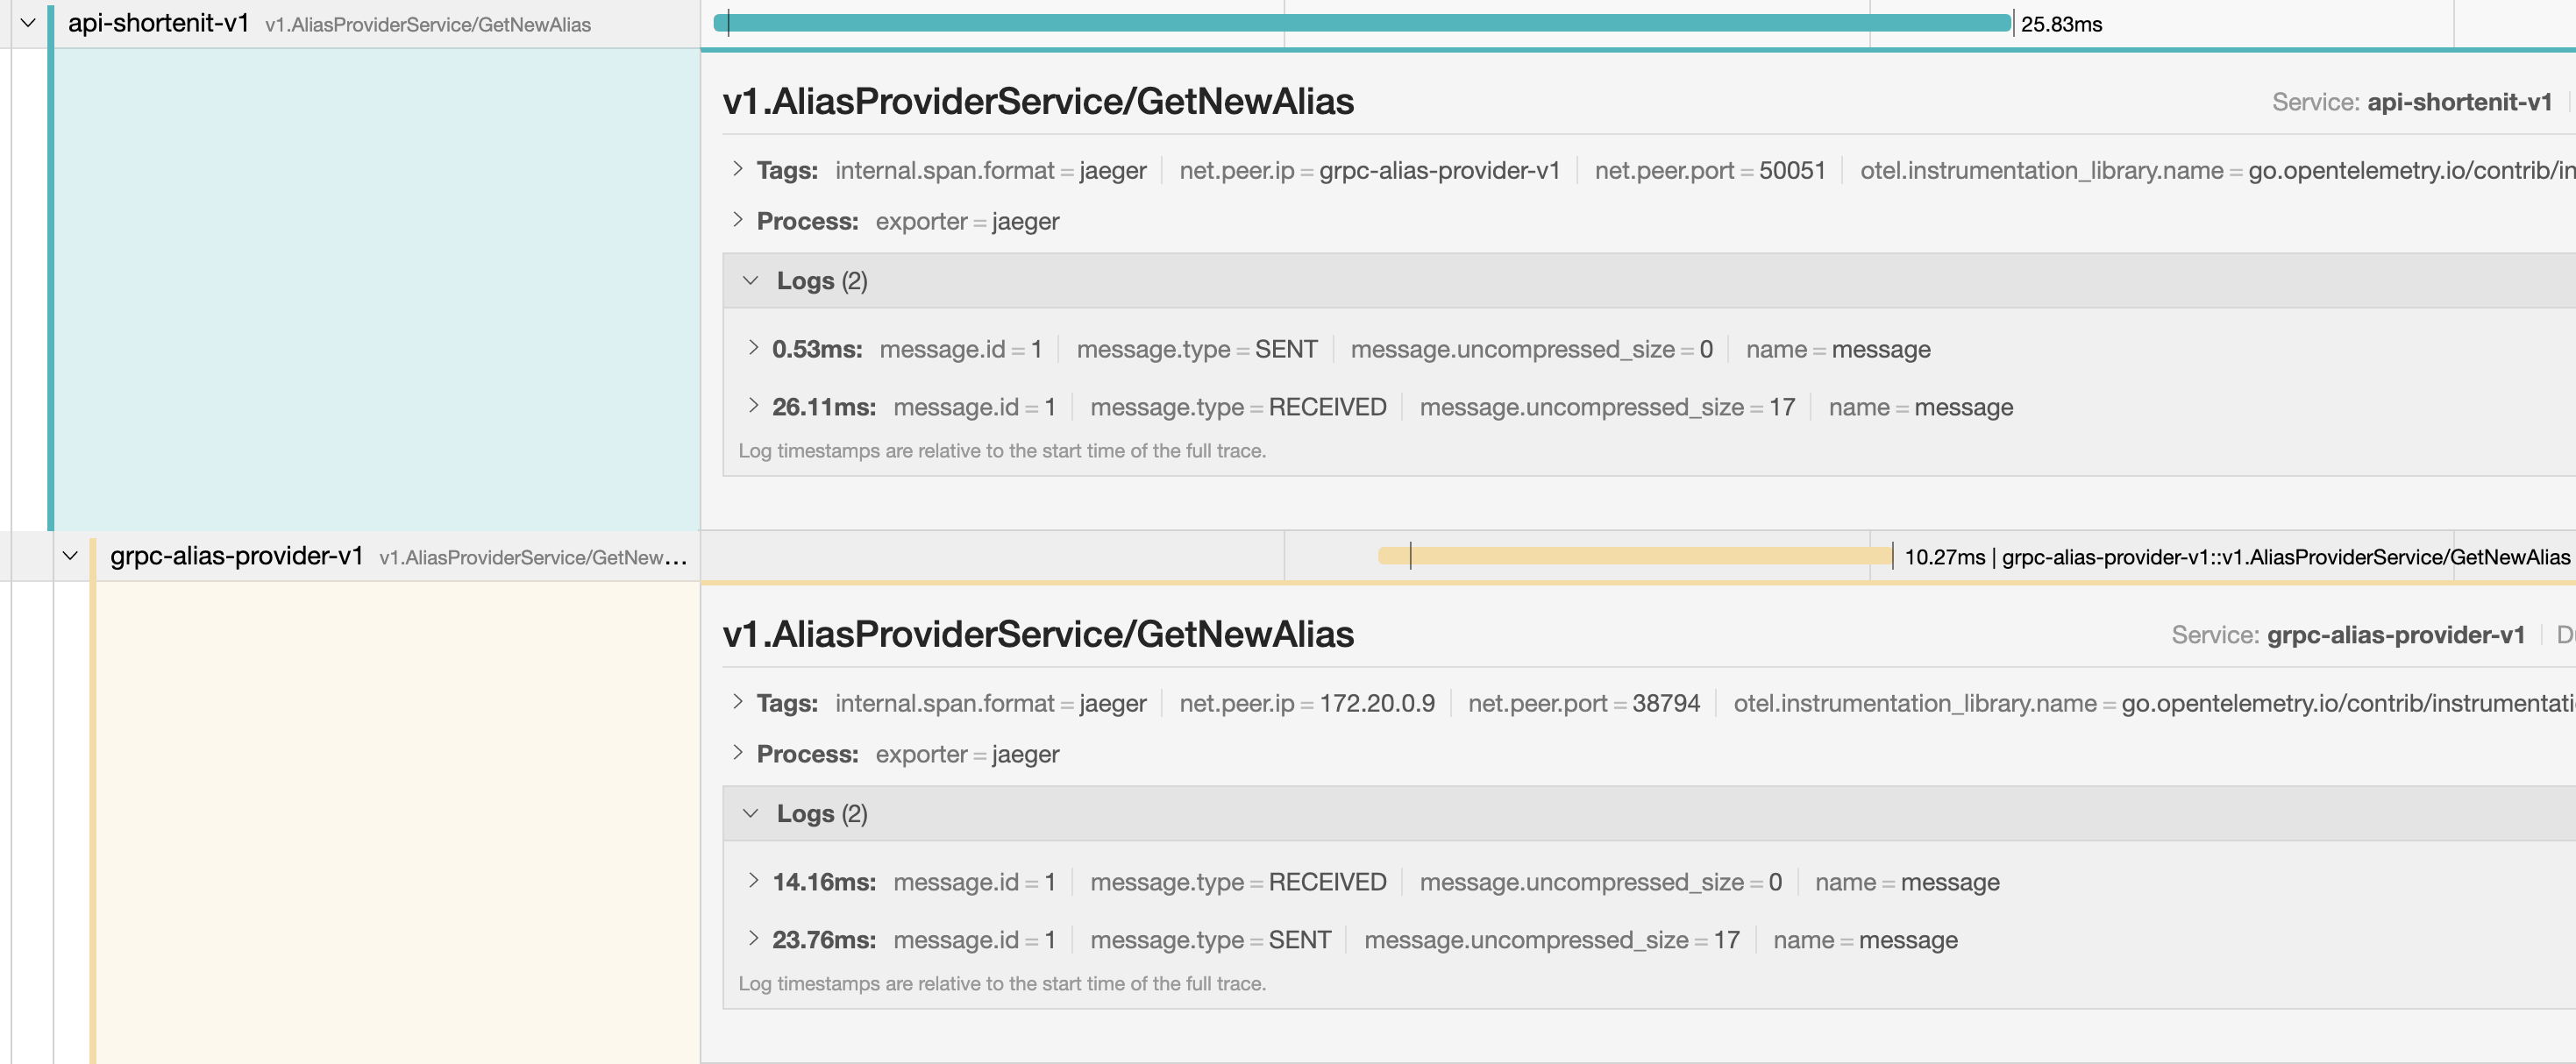 api-shortenit-v1 v1.AliasProviderService/GetNewAlias 25.83ms
v1.AliasProviderService/GetNewAlias Service: api-shortenit-v1
Tags: internal.span.format = jaeger net.peer.ip = grpc-alias-provider-v1 net.peer.port = 50051 otel.instrumentation_library.name = go.opentelemetry.io/contrib/in
Process: exporter = jaeger
Logs (2)
0.53ms: message.id = 1 message.type = SENT message.uncompressed_size = 0 name = message
26.11ms: message.id = 1 message.type = RECEIVED message.uncompressed_size = 17 name = message
Log timestamps are relative to the start time of the full trace.
grpc-alias-provider-v1 v1.AliasProviderService/GetNew... 10.27ms | grpc-alias-provider-v1::v1.AliasProviderService/GetNewAlias
v1.AliasProviderService/GetNewAlias Service: grpc-alias-provider-v1 D
Tags: internal.span.format = jaeger net.peer.ip = 172.20.0.9 net.peer.port = 38794 otel.instrumentation_library.name = go.opentelemetry.io/contrib/instrumentati
Process: exporter = jaeger
Logs (2)
14.16ms: message.id = 1 message.type = RECEIVED message.uncompressed_size = 0 name = message
23.76ms: message.id = 1 message.type = SENT message.uncompressed_size = 17 name = message
Log timestamps are relative to the start time of the full trace.